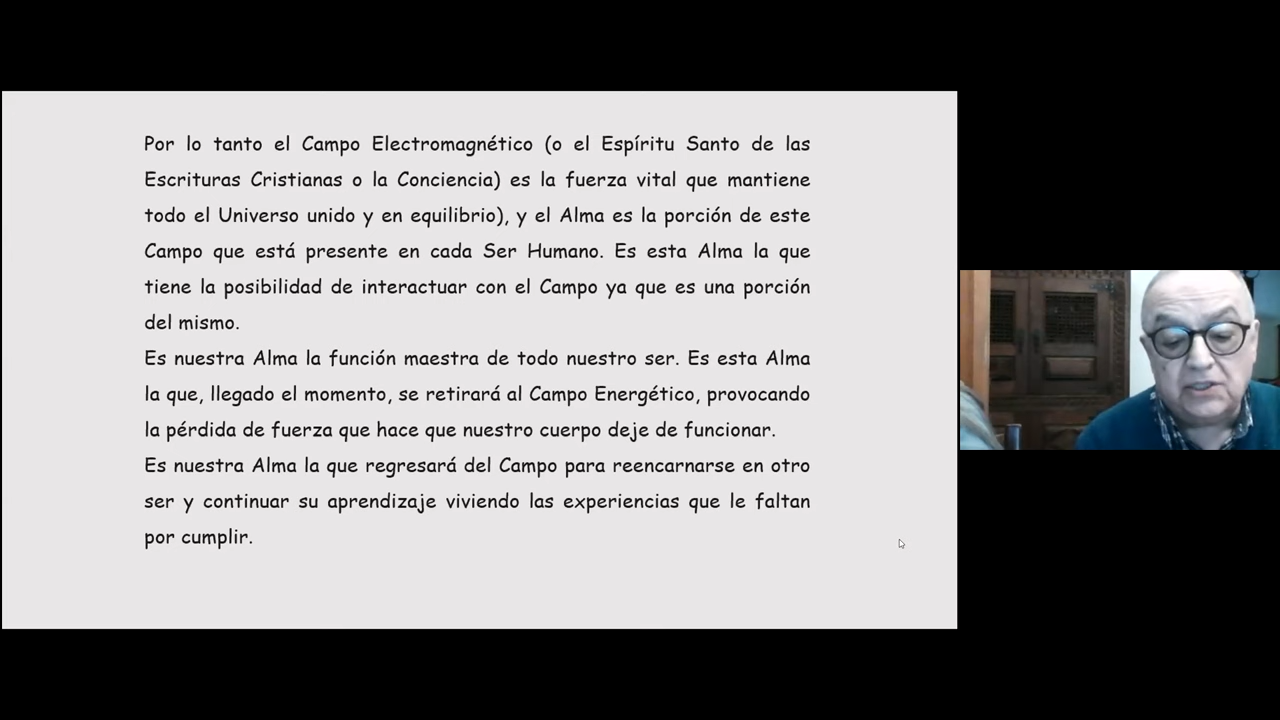 Por lo tanto el Campo Electromagnético (o el Espíritu Santo de las
Escrituras Cristianas o la Conciencia) es la fuerza vital que mantiene
todo el Universo unido y en equilibrio), y el Alma es la porción de este
Campo que está presente en cada Ser Humano. Es esta Alma la que
tiene la posibilidad de interactuar con el Campo ya que es una porción
del mismo.
Es nuestra Alma la función maestra de todo nuestro ser. Es esta Alma
la que, llegado el momento, se retirará al Campo Energético, provocando
la pérdida de fuerza que hace que nuestro cuerpo deje de funcionar.
Es nuestra Alma la que regresará del Campo para reencarnarse en otro
ser y continuar su aprendizaje viviendo las experiencias que le faltan
por cumplir.